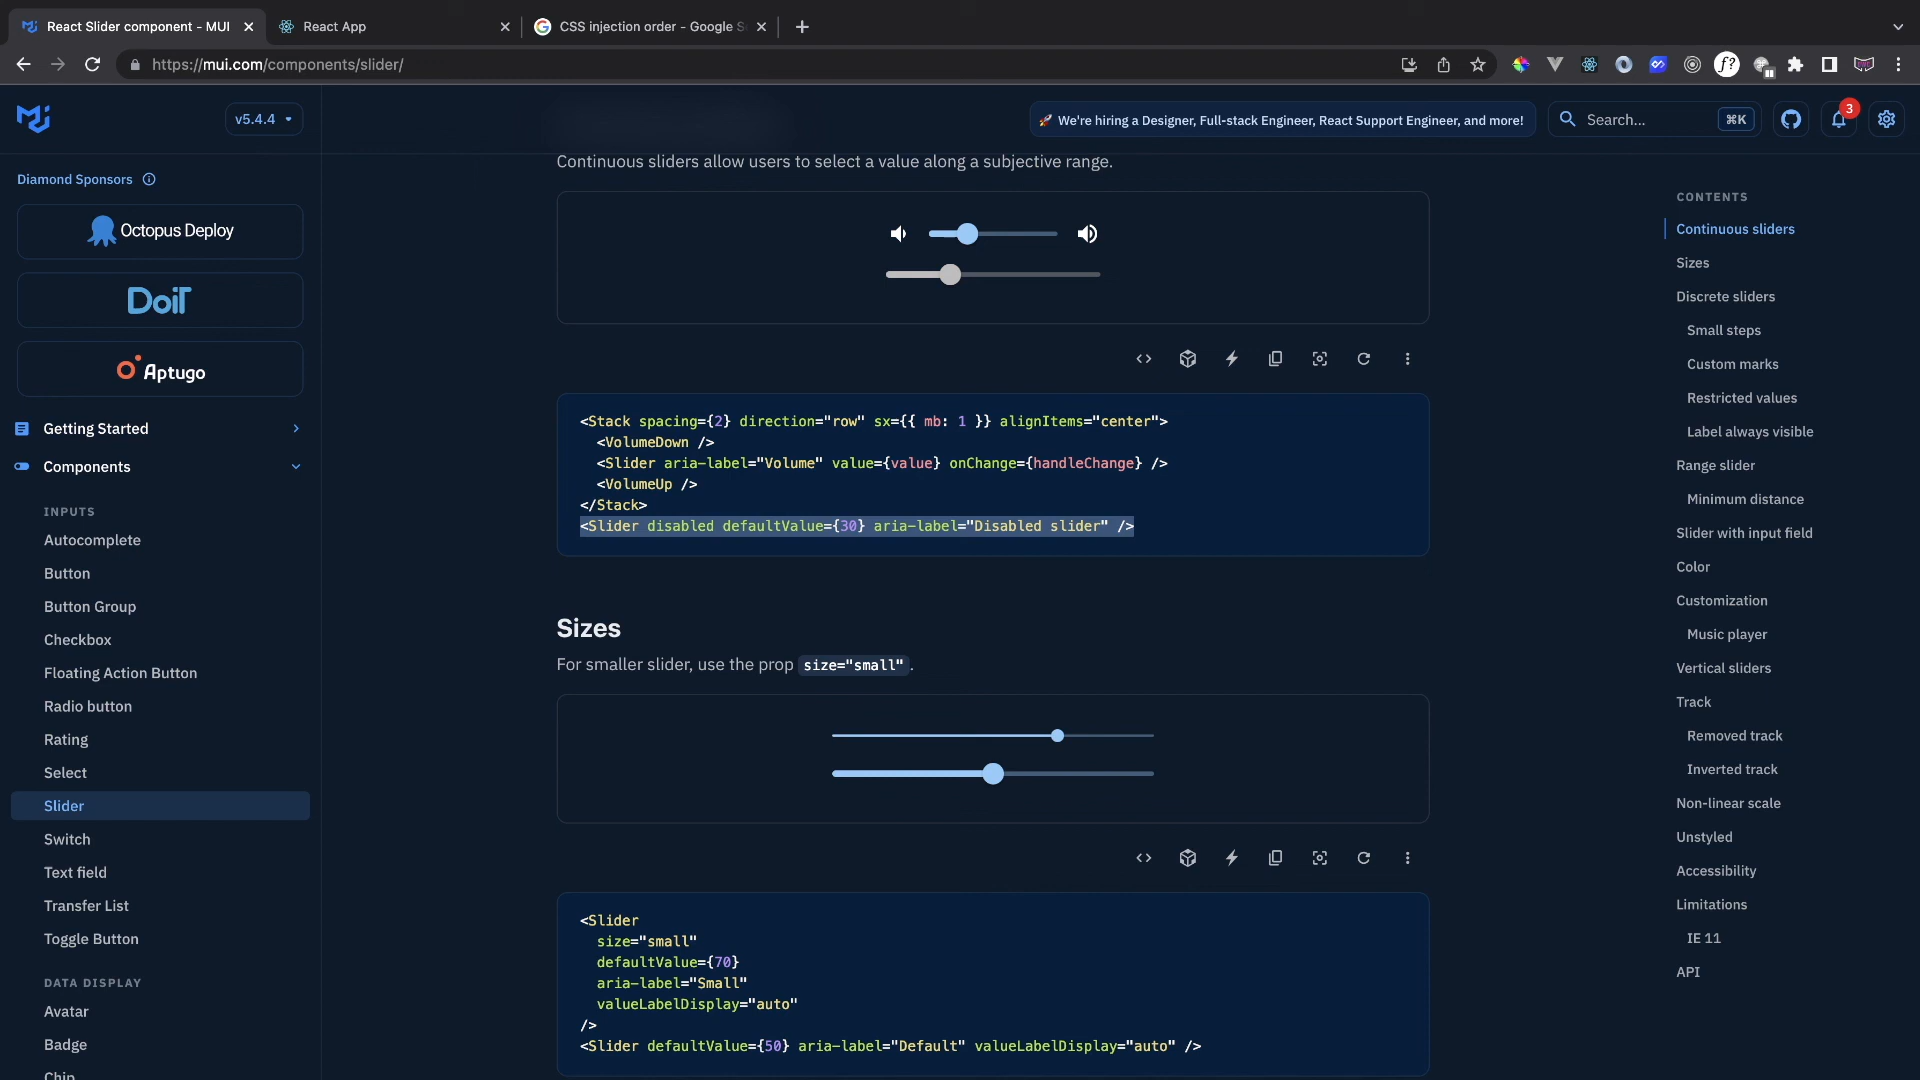 React Slider component - MUI
React App
CSS injection order - Google S
https://mui.com/components/slider/
f?
v5.4.4
🚀 We're hiring a Designer, Full-stack Engineer, React Support Engineer, and more!
Search...
⌘K
3
Diamond Sponsors
Octopus Deploy
DoiT
Aptugo
Getting Started
Components
INPUTS
Autocomplete
Button
Button Group
Checkbox
Floating Action Button
Radio button
Rating
Select
Slider
Switch
Text field
Transfer List
Toggle Button
DATA DISPLAY
Avatar
Badge
Chip
Continuous sliders allow users to select a value along a subjective range.
<Stack spacing={2} direction="row" sx={{ mb: 1 }} alignItems="center">
<VolumeDown />
<Slider aria-label="Volume" value={value} onChange={handleChange} />
<VolumeUp />
</Stack>
<Slider disabled defaultValue={30} aria-label="Disabled slider" />
Sizes
For smaller slider, use the prop size="small".
<Slider
size="small"
defaultValue={70}
aria-label="Small"
valueLabelDisplay="auto"
/>
<Slider defaultValue={50} aria-label="Default" valueLabelDisplay="auto" />
CONTENTS
Continuous sliders
Sizes
Discrete sliders
Small steps
Custom marks
Restricted values
Label always visible
Range slider
Minimum distance
Slider with input field
Color
Customization
Music player
Vertical sliders
Track
Removed track
Inverted track
Non-linear scale
Unstyled
Accessibility
Limitations
IE 11
API